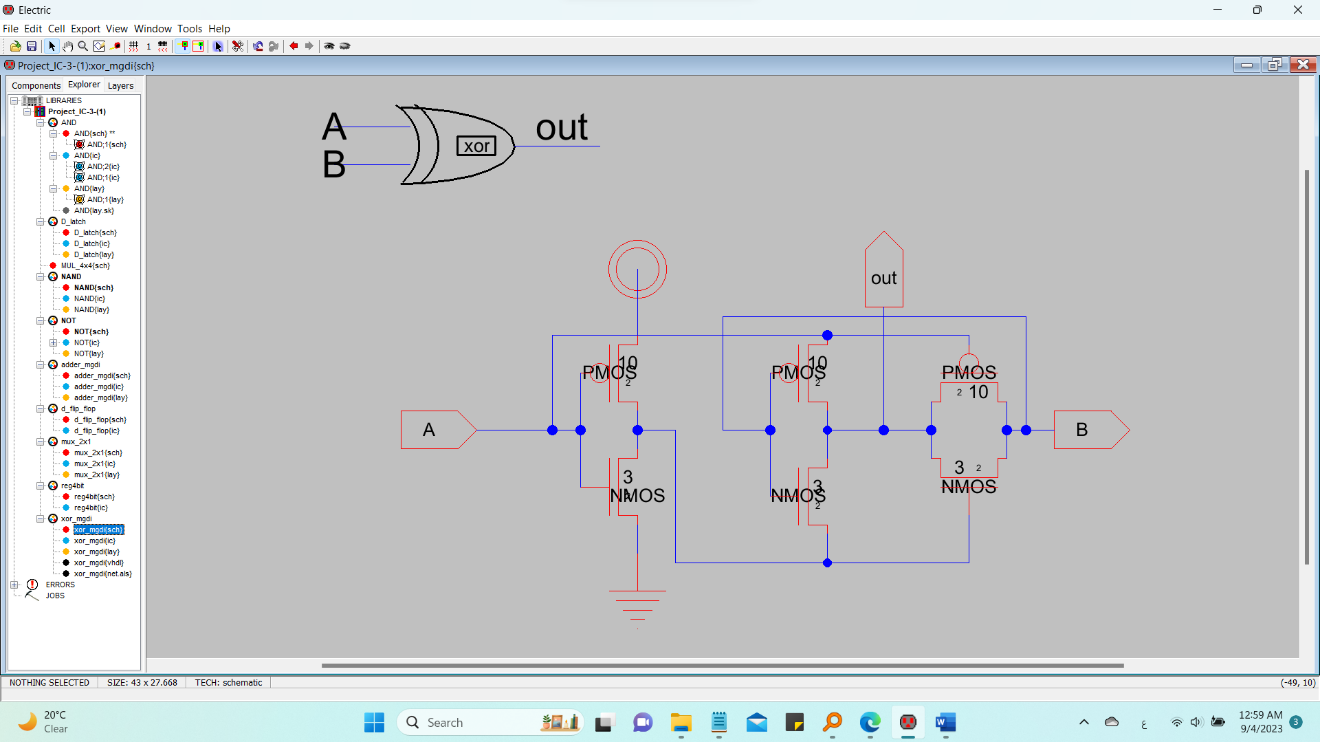 Electric
File Edit Cell Export View Window Tools Help
1
Project_IC-3-(1):xor_mgdi{sch}
Components Explorer Layers
LIBRARIES
Project_IC-3-(1)
AND
AND{sch} **
AND;1{sch}
AND{ic}
AND;2{ic}
AND;1{ic}
AND{lay}
AND;1{lay}
AND{lay.sk}
D_latch
D_latch{sch}
D_latch{ic}
D_latch{lay}
MUL_4x4{sch}
NAND
NAND{sch}
NAND{ic}
NAND{lay}
NOT
NOT{sch}
NOT{ic}
NOT{lay}
adder_mgdi
adder_mgdi{sch}
adder_mgdi{ic}
adder_mgdi{lay}
d_flip_flop
d_flip_flop{sch}
d_flip_flop{ic}
mux_2x1
mux_2x1{sch}
mux_2x1{ic}
mux_2x1{lay}
reg4bit
reg4bit{sch}
reg4bit{ic}
xor_mgdi
xor_mgdi{sch}
xor_mgdi{ic}
xor_mgdi{lay}
xor_mgdi{vhdl}
xor_mgdi{net.als}
ERRORS
JOBS
A
B
xor
out
out
10
PMOS
2
10
PMOS
2
PMOS
2 10
A
B
3
NMOS
3
NMOS
2
3 2
NMOS
NOTHING SELECTED SIZE: 43 x 27.668 TECH: schematic (-49, 10)
20°C
Clear
Search
ع
12:59 AM
9/4/2023
3